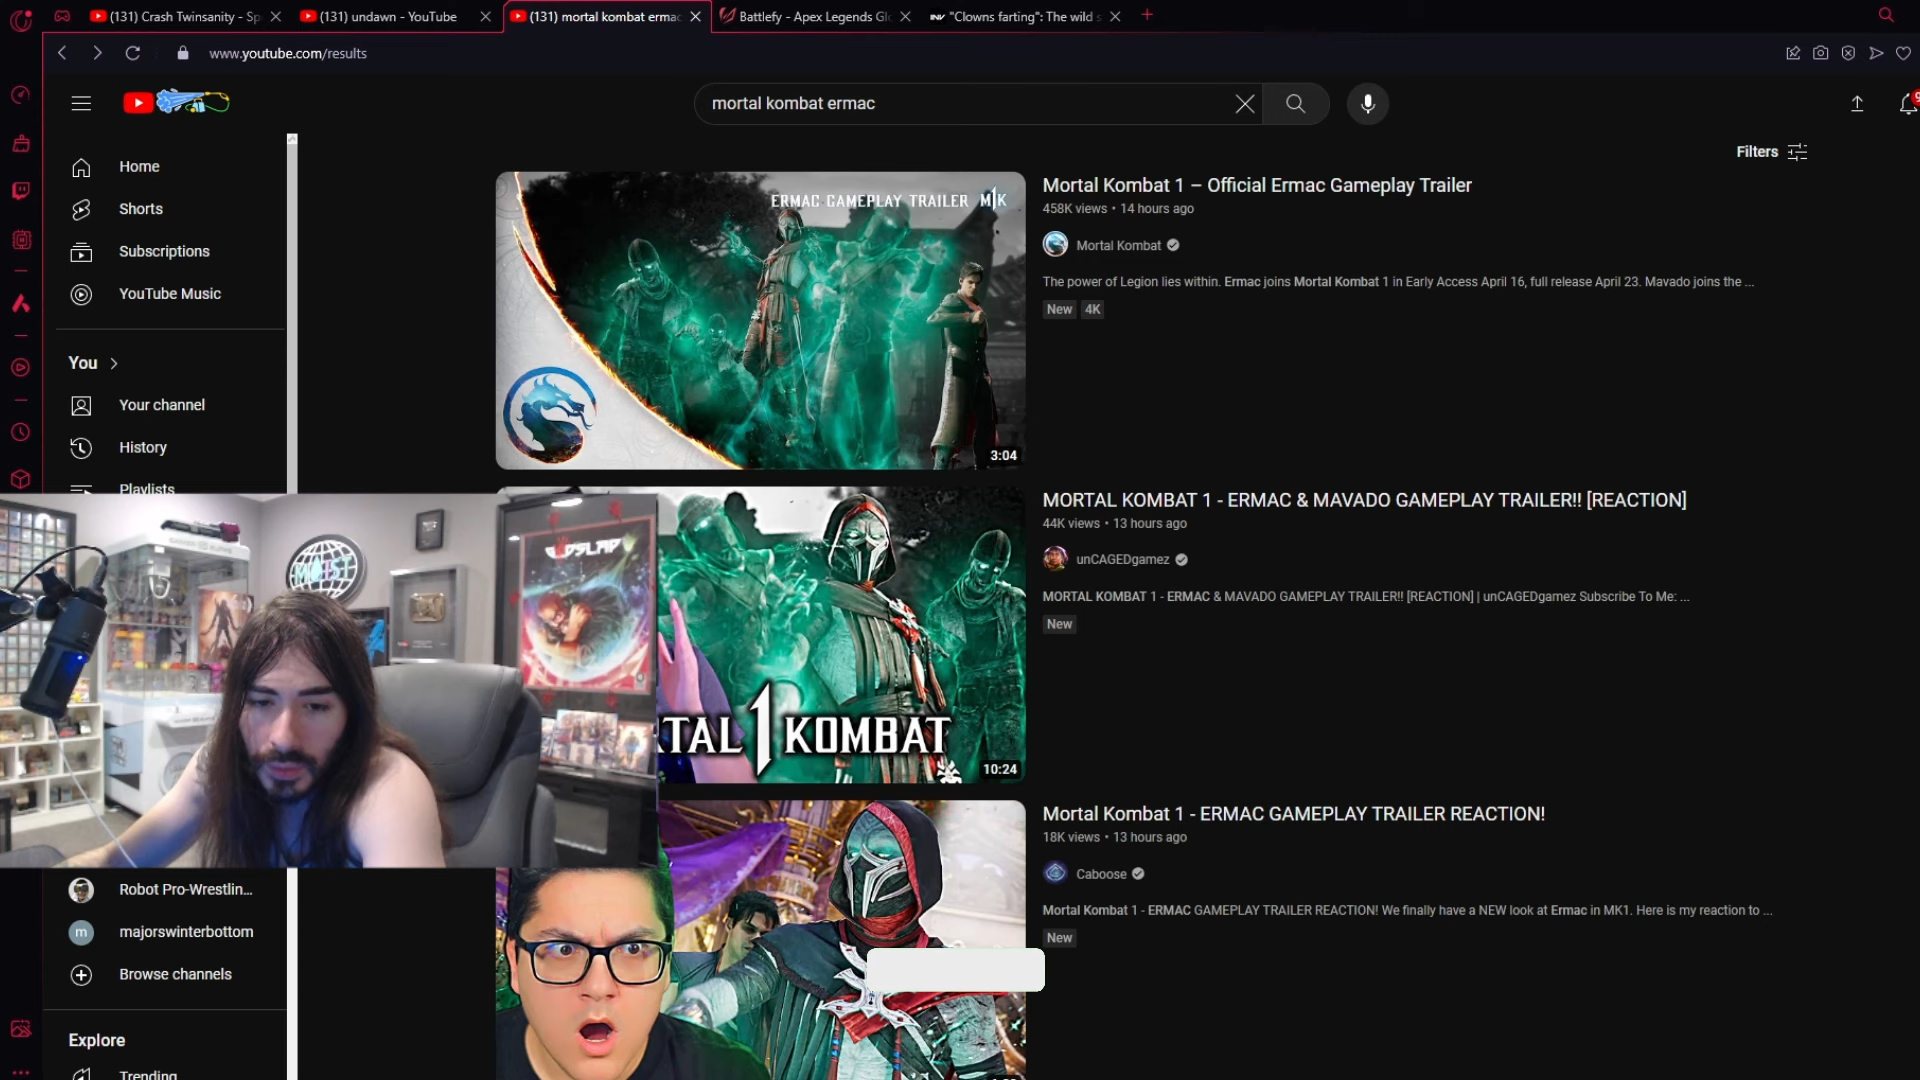 (131) Crash Twinsanity - Sp
(131) undawn - YouTube
(131) mortal kombat ermac
Battlefy - Apex Legends Gl
"Clowns farting": The wild s
www.youtube.com/results
mortal kombat ermac
9
Home
Shorts
Subscriptions
YouTube Music
You
Your channel
History
Playlists
Robot Pro-Wrestlin...
m
majorswinterbottom
Browse channels
Explore
Trending
Filters
ERMAC GAMEPLAY TRAILER MK1
3:04
Mortal Kombat 1 – Official Ermac Gameplay Trailer
458K views • 14 hours ago
Mortal Kombat
The power of Legion lies within. Ermac joins Mortal Kombat 1 in Early Access April 16, full release April 23. Mavado joins the ...
New 4K
TAL 1 KOMBAT
10:24
MORTAL KOMBAT 1 - ERMAC & MAVADO GAMEPLAY TRAILER!! [REACTION]
44K views • 13 hours ago
unCAGEDgamez
MORTAL KOMBAT 1 - ERMAC & MAVADO GAMEPLAY TRAILER!! [REACTION] | unCAGEDgamez Subscribe To Me: ...
New
Mortal Kombat 1 - ERMAC GAMEPLAY TRAILER REACTION!
18K views • 13 hours ago
Caboose
Mortal Kombat 1 - ERMAC GAMEPLAY TRAILER REACTION! We finally have a NEW look at Ermac in MK1. Here is my reaction to ...
New
MOIST
GODSLAP